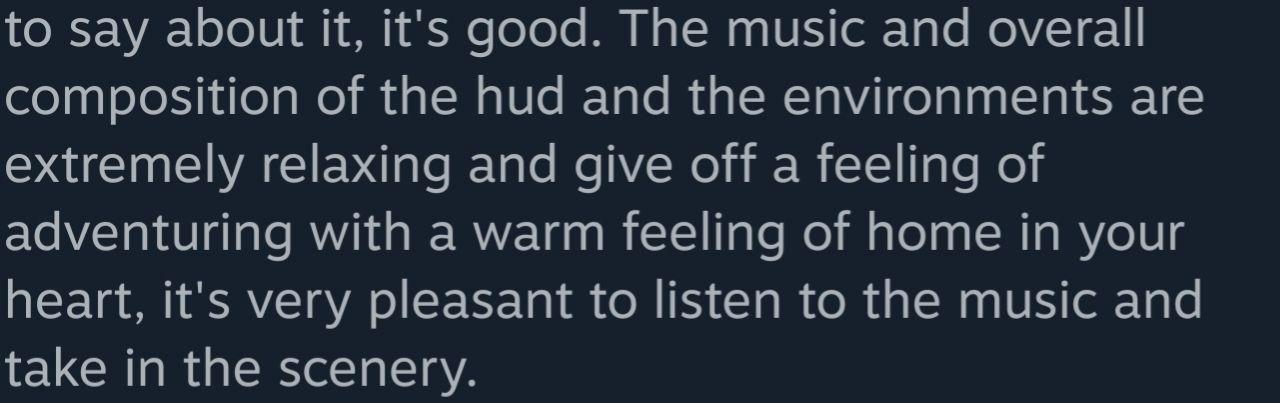 to say about it, it's good. The music and overall
composition of the hud and the environments are
extremely relaxing and give off a feeling of
adventuring with a warm feeling of home in your
heart, it's very pleasant to listen to the music and
take in the scenery.